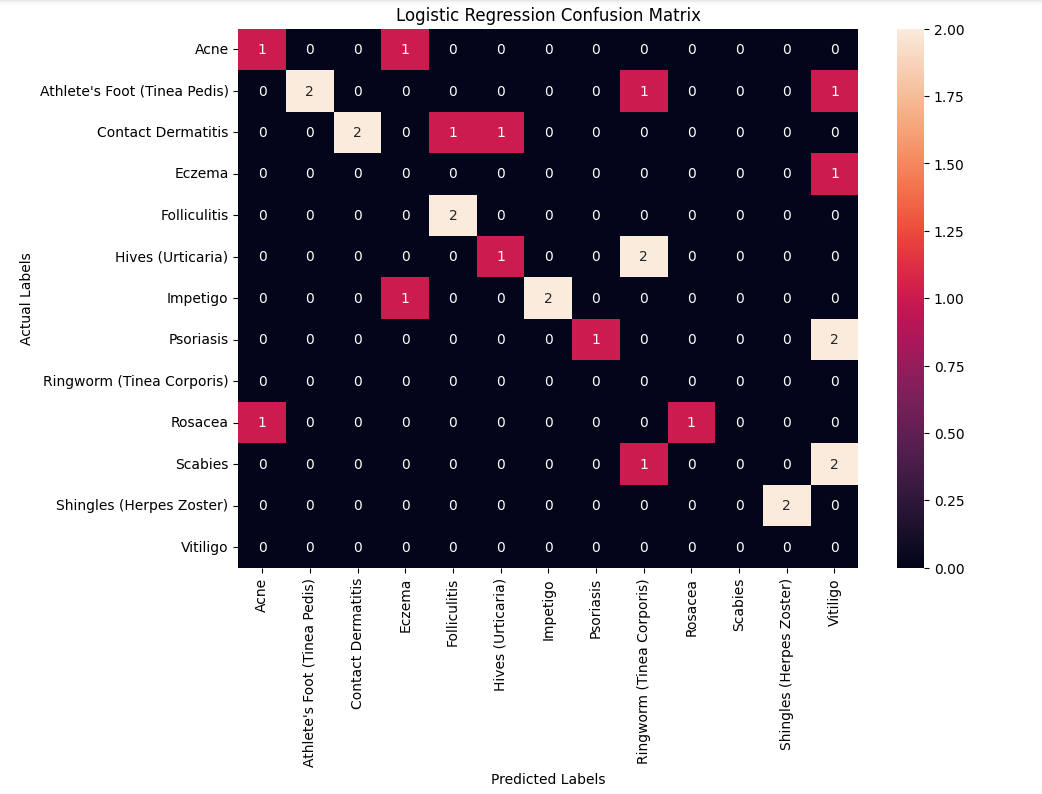 Logistic Regression Confusion Matrix
Acne 1 0 0 1 0 0 0 0 0 0 0 0 0
Athlete's Foot (Tinea Pedis) 0 2 0 0 0 0 0 0 1 0 0 0 1
Contact Dermatitis 0 0 2 0 1 1 0 0 0 0 0 0 0
Eczema 0 0 0 0 0 0 0 0 0 0 0 0 1
Folliculitis 0 0 0 0 2 0 0 0 0 0 0 0 0
Hives (Urticaria) 0 0 0 0 0 1 0 0 2 0 0 0 0
Impetigo 0 0 0 1 0 0 2 0 0 0 0 0 0
Psoriasis 0 0 0 0 0 0 0 1 0 0 0 0 2
Ringworm (Tinea Corporis) 0 0 0 0 0 0 0 0 0 0 0 0 0
Rosacea 1 0 0 0 0 0 0 0 0 1 0 0 0
Scabies 0 0 0 0 0 0 0 0 1 0 0 0 2
Shingles (Herpes Zoster) 0 0 0 0 0 0 0 0 0 0 0 2 0
Vitiligo 0 0 0 0 0 0 0 0 0 0 0 0 0
Actual Labels
Acne
Athlete's Foot (Tinea Pedis)
Contact Dermatitis
Eczema
Folliculitis
Hives (Urticaria)
Impetigo
Psoriasis
Ringworm (Tinea Corporis)
Rosacea
Scabies
Shingles (Herpes Zoster)
Vitiligo
Predicted Labels
2.00
1.75
1.50
1.25
1.00
0.75
0.50
0.25
0.00